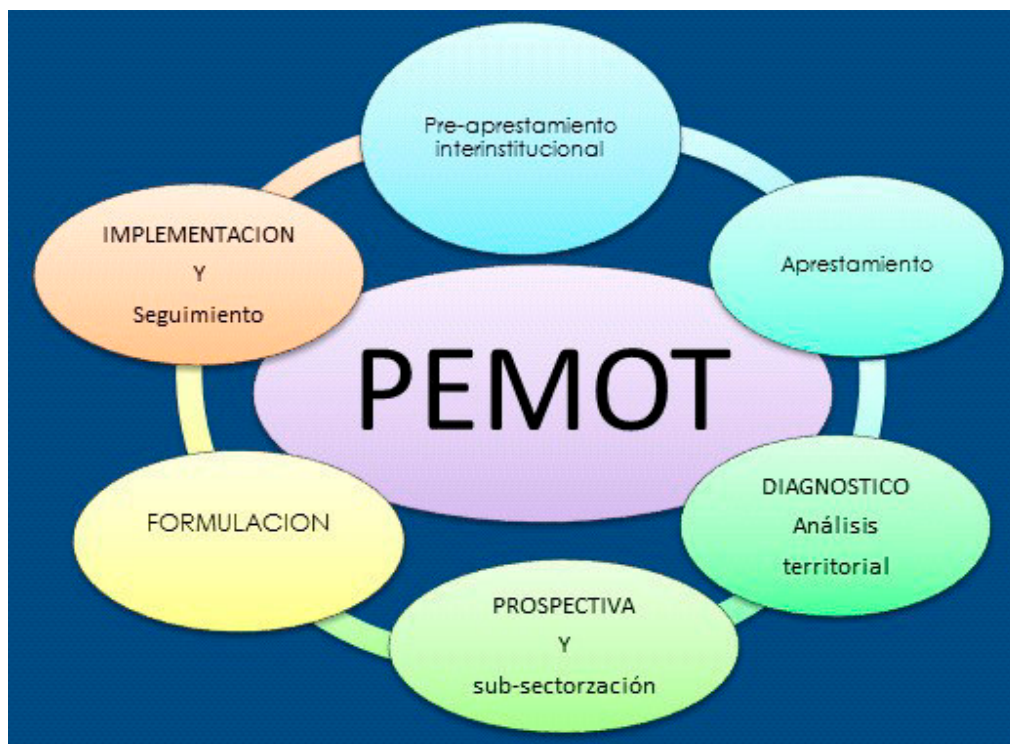 Pre-aprestamiento
interinstitucional
Aprestamiento
DIAGNOSTICO
Análisis
territorial
PROSPECTIVA
Y
sub-sectorzación
FORMULACION
IMPLEMENTACION
Y
Seguimiento
PEMOT